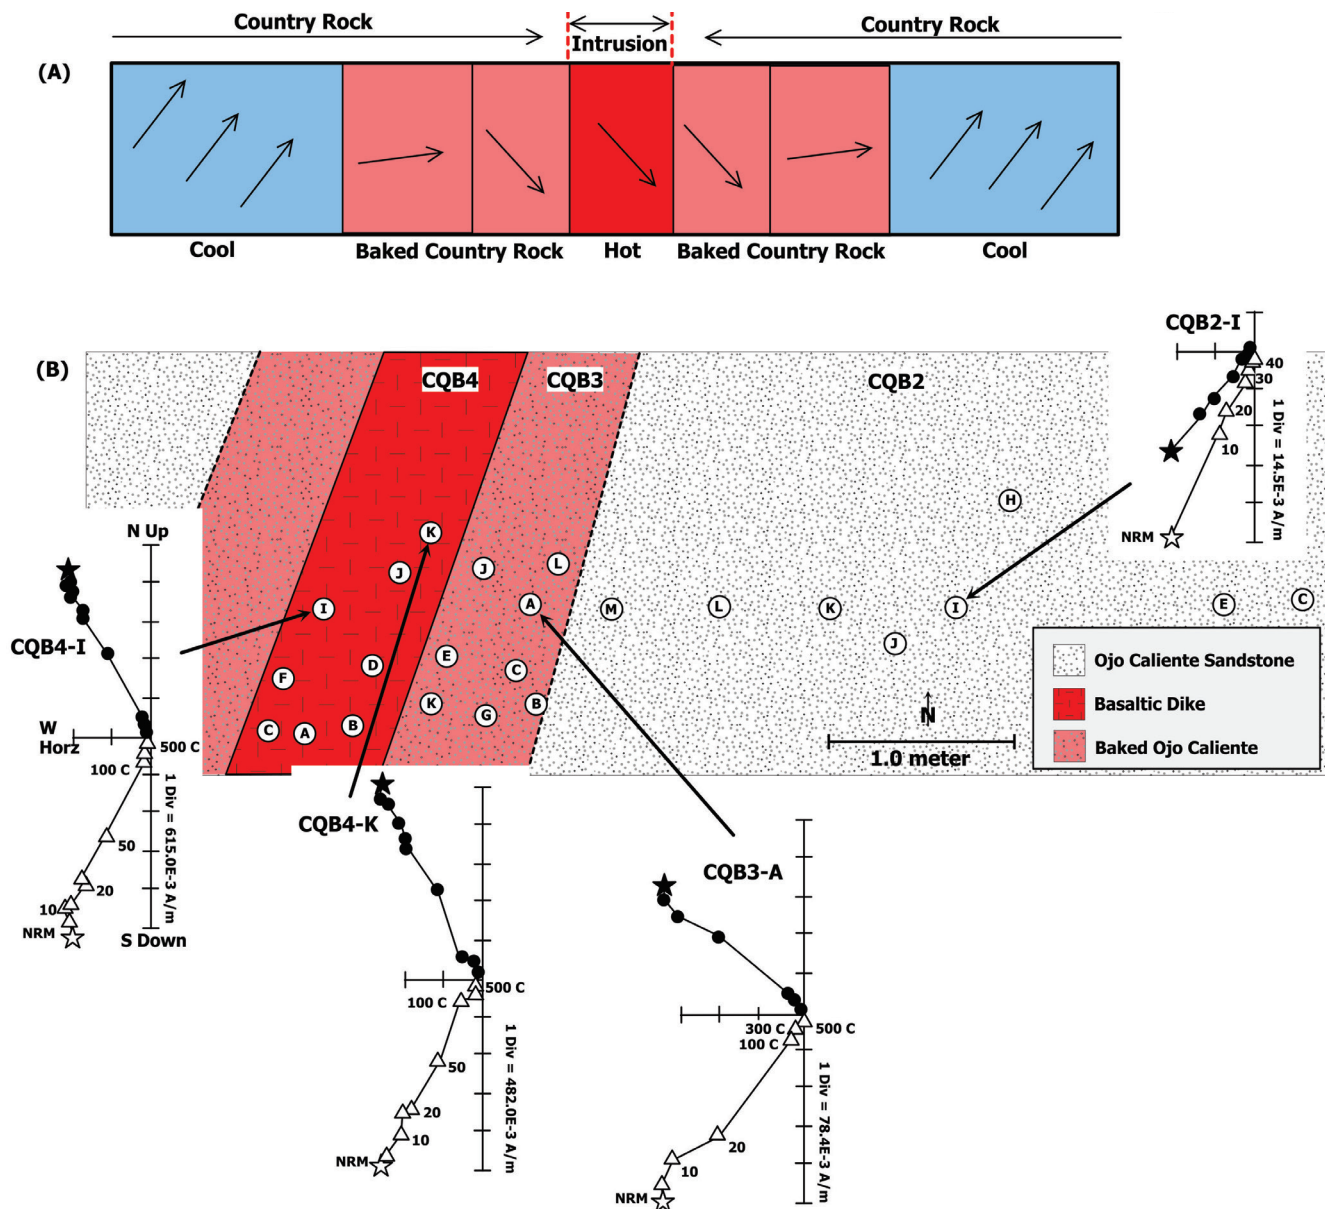 Country Rock
Intrusion
Country Rock
(A)
Cool
Baked Country Rock
Hot
Baked Country Rock
Cool
(B)
CQB4
CQB3
CQB2
CQB2-I
40
30
20
10
NRM
1 Div = 14.5E-3 A/m
H
K
J
I
F
D
C
A
B
J
L
A
E
C
K
G
B
M
L
K
J
I
E
C
N
1.0 meter
Ojo Caliente Sandstone
Basaltic Dike
Baked Ojo Caliente
N Up
CQB4-I
W
Horz
500 C
100 C
50
20
10
NRM
S Down
1 Div = 615.0E-3 A/m
CQB4-K
500 C
100 C
50
20
10
NRM
1 Div = 482.0E-3 A/m
CQB3-A
300 C
500 C
100 C
20
10
NRM
1 Div = 78.4E-3 A/m